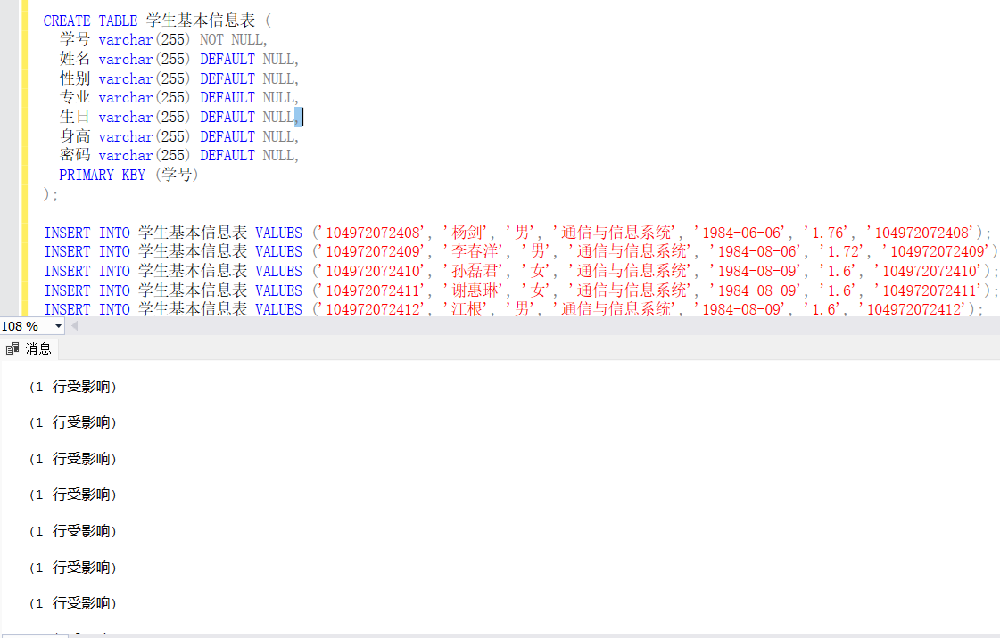 CREATE TABLE 学生基本信息表 (
学号 varchar(255) NOT NULL,
姓名 varchar(255) DEFAULT NULL,
性别 varchar(255) DEFAULT NULL,
专业 varchar(255) DEFAULT NULL,
生日 varchar(255) DEFAULT NULL,
身高 varchar(255) DEFAULT NULL,
密码 varchar(255) DEFAULT NULL,
PRIMARY KEY (学号)
);
INSERT INTO 学生基本信息表 VALUES ('104972072408', '杨剑', '男', '通信与信息系统', '1984-06-06', '1.76', '104972072408');
INSERT INTO 学生基本信息表 VALUES ('104972072409', '李春洋', '男', '通信与信息系统', '1984-08-06', '1.72', '104972072409')
INSERT INTO 学生基本信息表 VALUES ('104972072410', '孙磊君', '女', '通信与信息系统', '1984-08-09', '1.6', '104972072410');
INSERT INTO 学生基本信息表 VALUES ('104972072411', '谢惠琳', '女', '通信与信息系统', '1984-08-09', '1.6', '104972072411');
INSERT INTO 学生基本信息表 VALUES ('104972072412', '江根', '男', '通信与信息系统', '1984-08-09', '1.6', '104972072412');
108 %
消息
(1 行受影响)
(1 行受影响)
(1 行受影响)
(1 行受影响)
(1 行受影响)
(1 行受影响)
(1 行受影响)